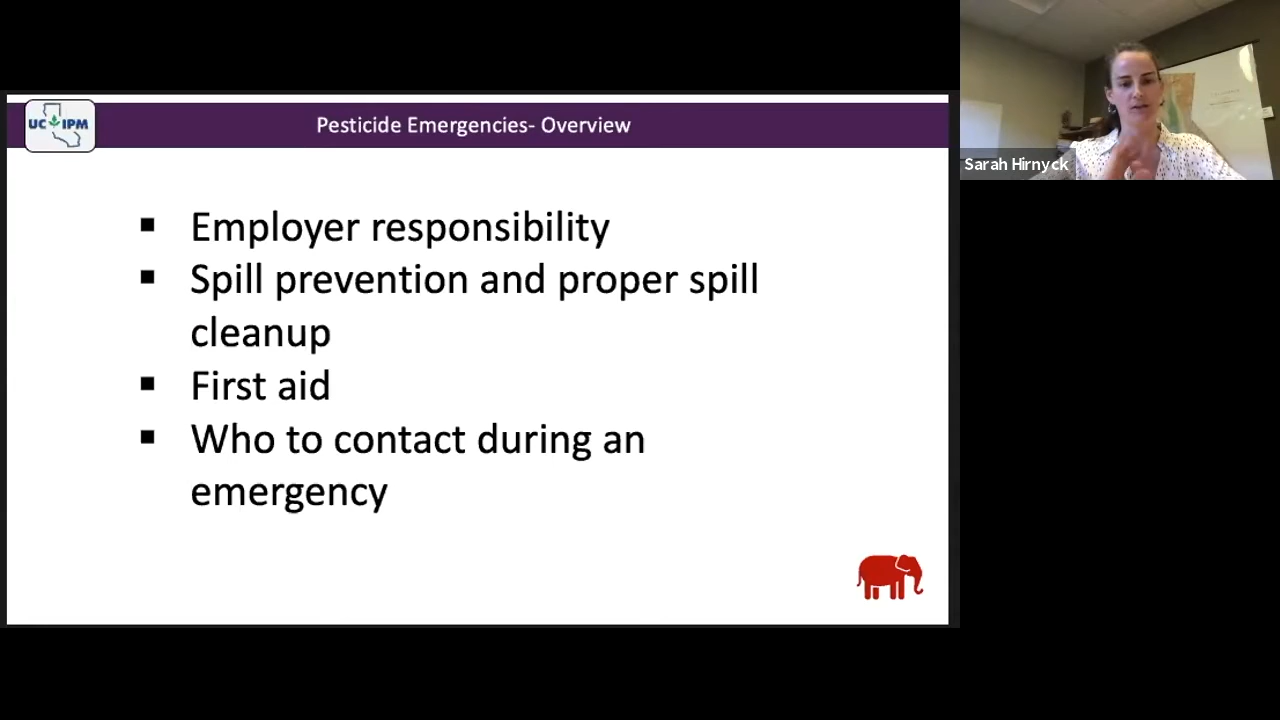 UC IPM
Pesticide Emergencies- Overview
Sarah Hirnyck
▪ Employer responsibility
▪ Spill prevention and proper spill
cleanup
▪ First aid
▪ Who to contact during an
emergency